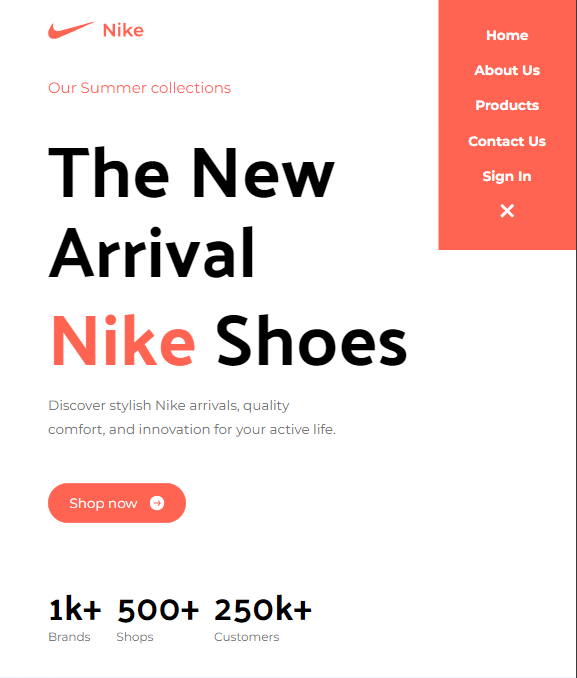 Nike
Home
About Us
Products
Contact Us
Sign In
Our Summer collections
The New
Arrival
Nike Shoes
Discover stylish Nike arrivals, quality
comfort, and innovation for your active life.
Shop now
1k+ 500+ 250k+
Brands Shops Customers